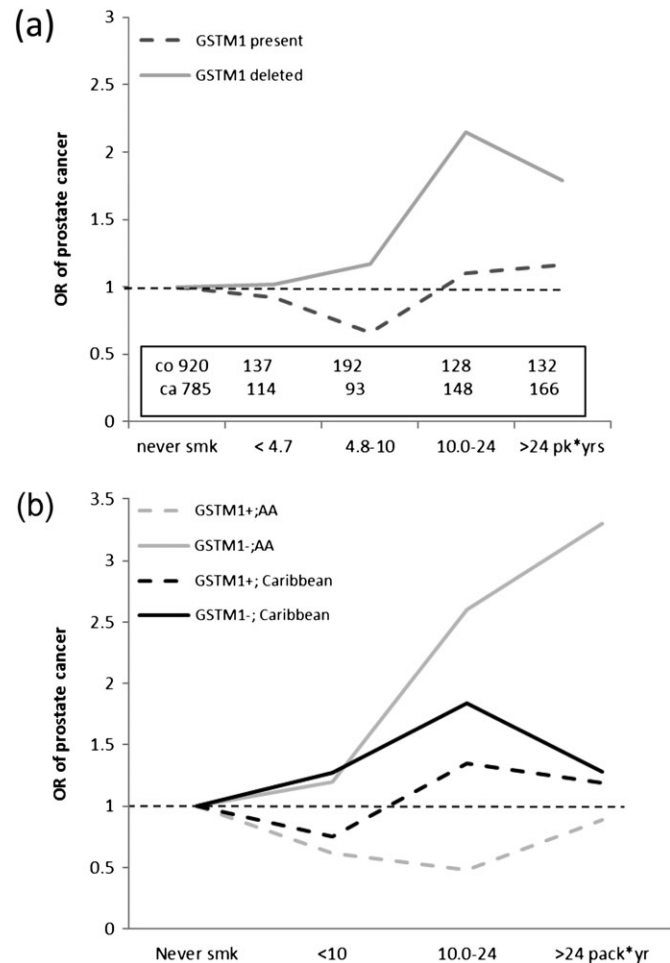 (a)
3
2.5
2
1.5
1
0.5
0
OR of prostate cancer
GSTM1 present
GSTM1 deleted
co 920 137 192 128 132
ca 785 114 93 148 166
never smk < 4.7 4.8-10 10.0-24 >24 pk*yrs
(b)
3.5
3
2.5
2
1.5
1
0.5
0
OR of prostate cancer
GSTM1+;AA
GSTM1-;AA
GSTM1+; Caribbean
GSTM1-; Caribbean
Never smk <10 10.0-24 >24 pack*yr